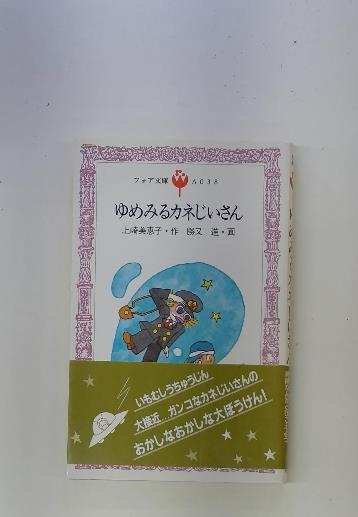 フォア文庫 A038
ゆめみるカネじいさん
上崎美恵子・作 勝又 進・画
いもむしうちゅうじん
大接近…ガンコなカネじいさんの
おかしなおかしな大ぼうけん!